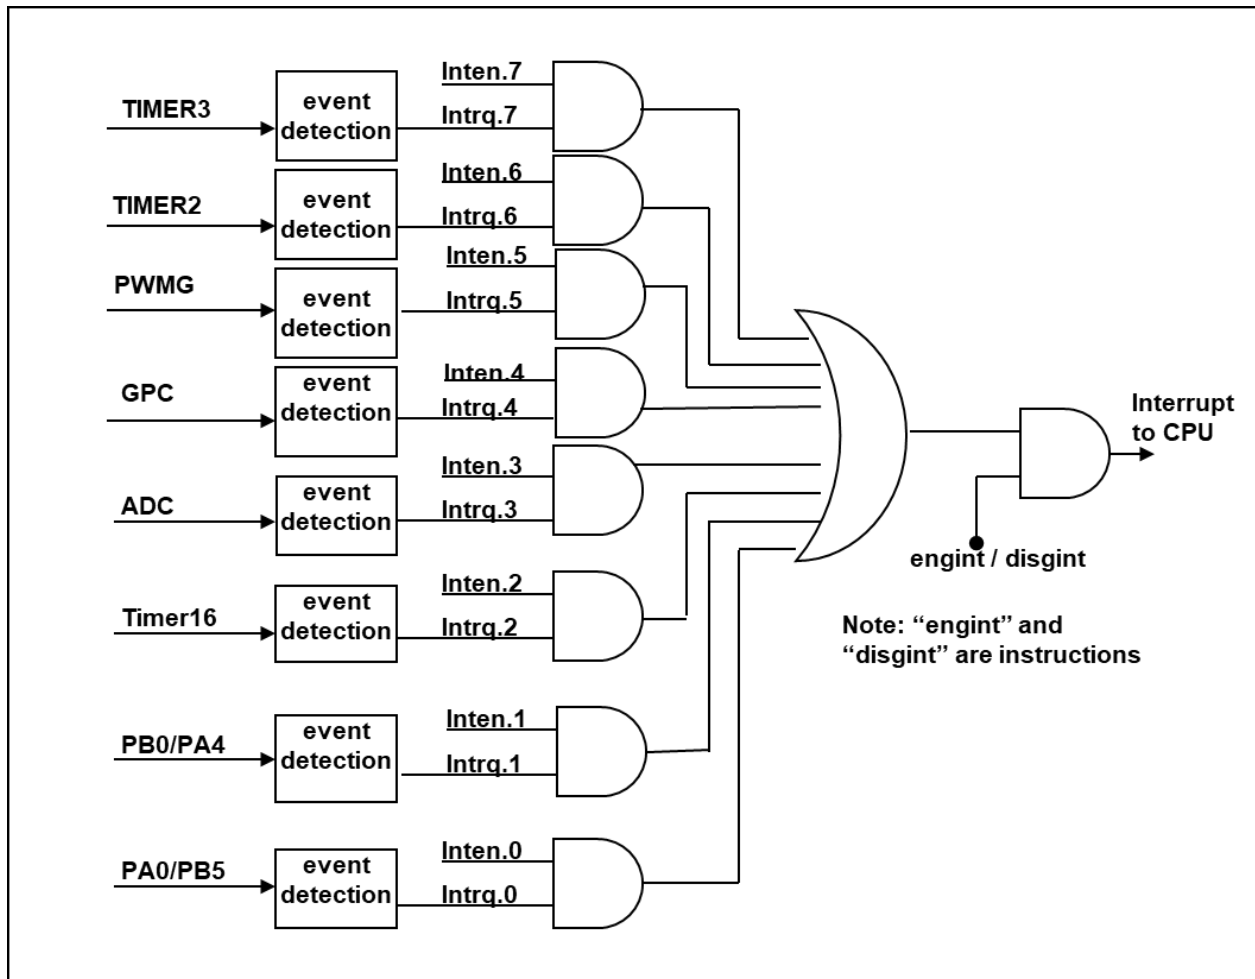 TIMER3
event
detection
Inten.7
Intrq.7
TIMER2
event
detection
Inten.6
Intrq.6
PWMG
event
detection
Inten.5
Intrq.5
GPC
event
detection
Inten.4
Intrq.4
ADC
event
detection
Inten.3
Intrq.3
Timer16
event
detection
Inten.2
Intrq.2
PB0/PA4
event
detection
Inten.1
Intrq.1
PA0/PB5
event
detection
Inten.0
Intrq.0
Interrupt
to CPU
engint / disgint
Note: “engint” and
“disgint” are instructions